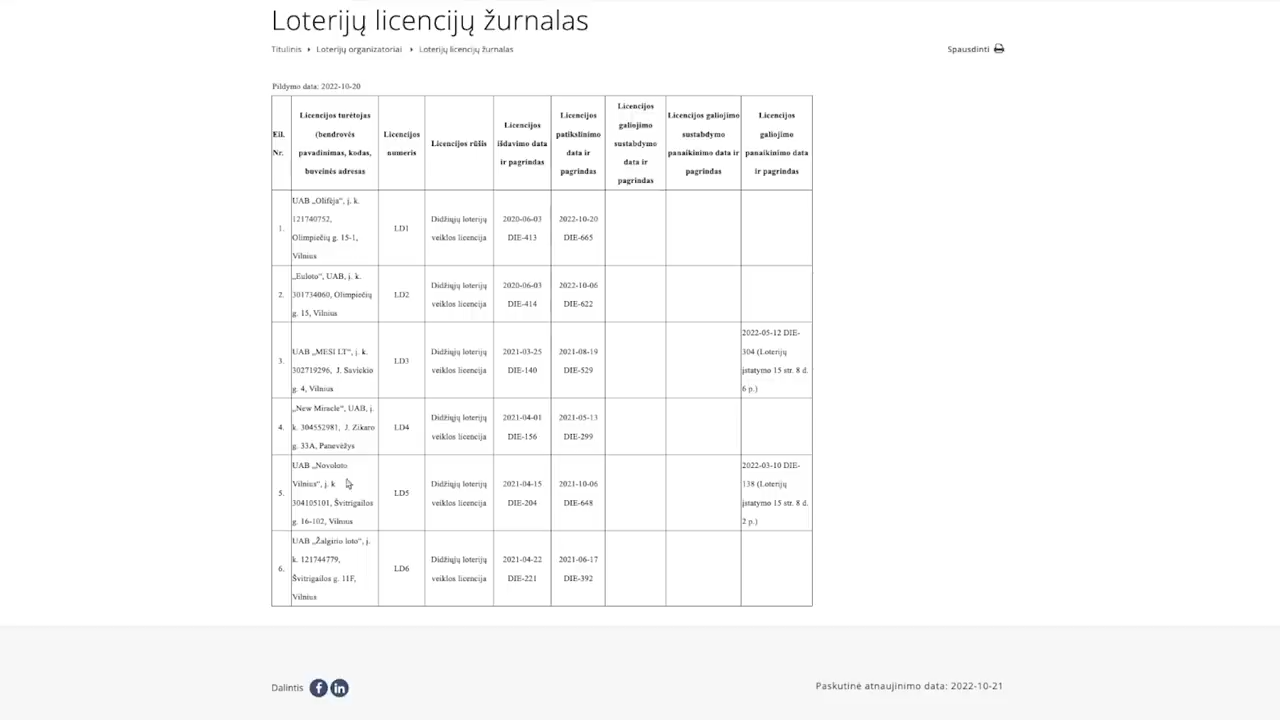 Loterijų licencijų žurnalas
Titulinis ▸ Loterijų organizatoriai ▸ Loterijų licencijų žurnalas
Spausdinti
Pildymo data: 2022-10-20
Eil. Nr.
Licencijos turėtojas (bendrovės pavadinimas, kodas, buveinės adresas
Licencijos numeris
Licencijos rūšis
Licencijos išdavimo data ir pagrindas
Licencijos patikslinimo data ir pagrindas
Licencijos galiojimo sustabdymo data ir pagrindas
Licencijos galiojimo sustabdymo panaikinimo data ir pagrindas
Licencijos galiojimo panaikinimo data ir pagrindas
1.
UAB „Olifėja“, j. k.
121740752,
Olimpiečių g. 15-1,
Vilnius
LD1
Didžiųjų loterijų
veiklos licencija
2020-06-03
DIE-413
2022-10-20
DIE-665
2.
„Euloto“, UAB, j. k.
301734060, Olimpiečių
g. 15, Vilnius
LD2
Didžiųjų loterijų
veiklos licencija
2020-06-03
DIE-414
2022-10-06
DIE-622
3.
UAB „MESI LT“, j. k.
302719296, J. Savickio
g. 4, Vilnius
LD3
Didžiųjų loterijų
veiklos licencija
2021-03-25
DIE-140
2021-08-19
DIE-529
2022-05-12 DIE-
304 (Loterijų
įstatymo 15 str. 8 d.
6 p.)
4.
„New Miracle“, UAB, j.
k. 304552981, J. Zikaro
g. 33A, Panevėžys
LD4
Didžiųjų loterijų
veiklos licencija
2021-04-01
DIE-156
2021-05-13
DIE-299
5.
UAB „Novoloto
Vilnius“, j. k
304105101, Švitrigailos
g. 16-102, Vilnius
LD5
Didžiųjų loterijų
veiklos licencija
2021-04-15
DIE-204
2021-10-06
DIE-648
2022-03-10 DIE-
138 (Loterijų
įstatymo 15 str. 8 d.
2 p.)
6.
UAB „Žalgirio loto“, j.
k. 121744779,
Švitrigailos g. 11F,
Vilnius
LD6
Didžiųjų loterijų
veiklos licencija
2021-04-22
DIE-221
2021-06-17
DIE-392
Dalintis
Paskutinė atnaujinimo data: 2022-10-21